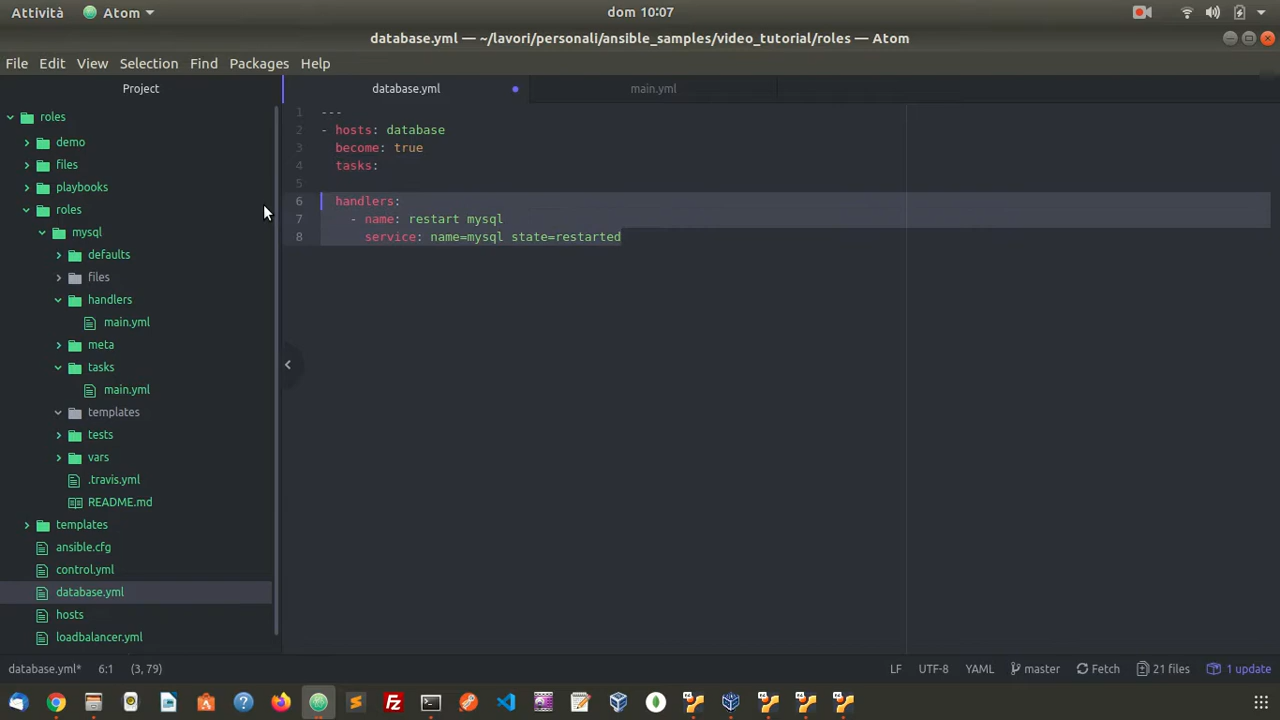 Attività
Atom
dom 10:07
database.yml — ~/lavori/personali/ansible_samples/video_tutorial/roles — Atom
File Edit View Selection Find Packages Help
Project
database.yml
main.yml
roles
demo
files
playbooks
roles
mysql
defaults
files
handlers
main.yml
meta
tasks
main.yml
templates
tests
vars
.travis.yml
README.md
templates
ansible.cfg
control.yml
database.yml
hosts
loadbalancer.yml
1 ---
2 - hosts: database
3 become: true
4 tasks:
5
6 handlers:
7 - name: restart mysql
8 service: name=mysql state=restarted
database.yml* 6:1 (3, 79)
LF UTF-8 YAML master Fetch 21 files 1 update